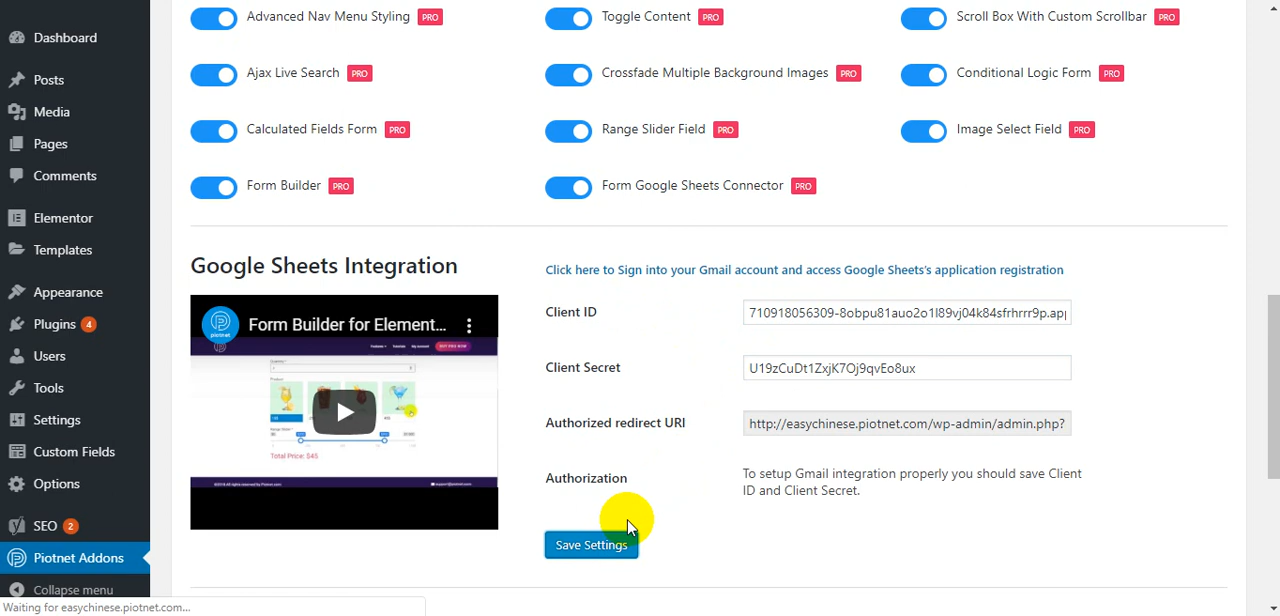 Dashboard
Posts
Media
Pages
Comments
Elementor
Templates
Appearance
Plugins 4
Users
Tools
Settings
Custom Fields
Options
SEO 2
Piotnet Addons
Collapse menu
Advanced Nav Menu Styling PRO
Toggle Content PRO
Scroll Box With Custom Scrollbar PRO
Ajax Live Search PRO
Crossfade Multiple Background Images PRO
Conditional Logic Form PRO
Calculated Fields Form PRO
Range Slider Field PRO
Image Select Field PRO
Form Builder PRO
Form Google Sheets Connector PRO
Google Sheets Integration
piotnet
Form Builder for Element...
Total Price: $45
Click here to Sign into your Gmail account and access Google Sheets's application registration
Client ID
710918056309-8obpu81auo2o1l89vj04k84sfrhrrr9p.app
Client Secret
U19zCuDt1ZxjK7Oj9qvEo8ux
Authorized redirect URI
http://easychinese.piotnet.com/wp-admin/admin.php?
Authorization
To setup Gmail integration properly you should save Client
ID and Client Secret.
Save Settings
Waiting for easychinese.piotnet.com...